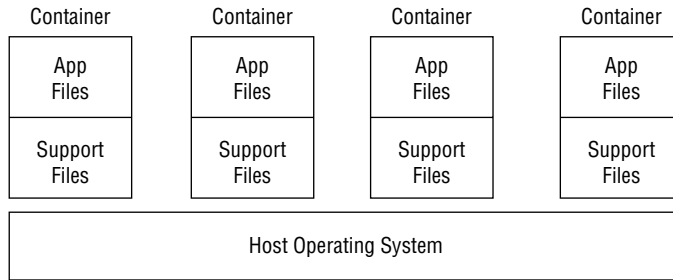 Container
Container
Container
Container
App
Files
App
Files
App
Files
App
Files
Support
Files
Support
Files
Support
Files
Support
Files
Host Operating System